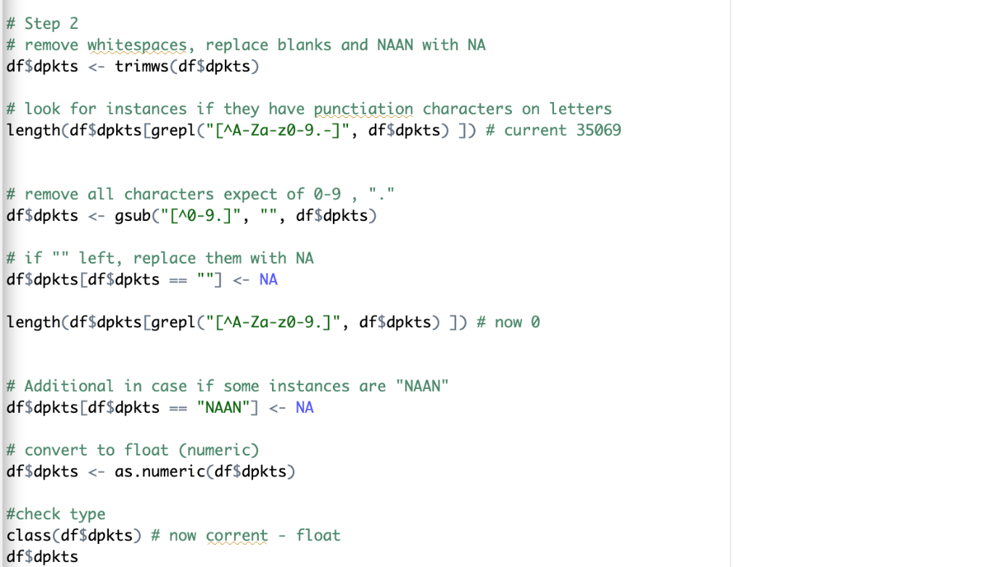 # Step 2
# remove whitespaces, replace blanks and NAAN with NA
df$dpkts <- trimws(df$dpkts)
# look for instances if they have punctiation characters on letters
length(df$dpkts[grepl("[^A-Za-z0-9.-]", df$dpkts) ]) # current 35069
# remove all characters expect of 0-9 , "."
df$dpkts <- gsub("[^0-9.]", "", df$dpkts)
# if "" left, replace them with NA
df$dpkts[df$dpkts == ""] <- NA
length(df$dpkts[grepl("[^A-Za-z0-9.]", df$dpkts) ]) # now 0
# Additional in case if some instances are "NAAN"
df$dpkts[df$dpkts == "NAAN"] <- NA
# convert to float (numeric)
df$dpkts <- as.numeric(df$dpkts)
#check type
class(df$dpkts) # now corrent - float
df$dpkts